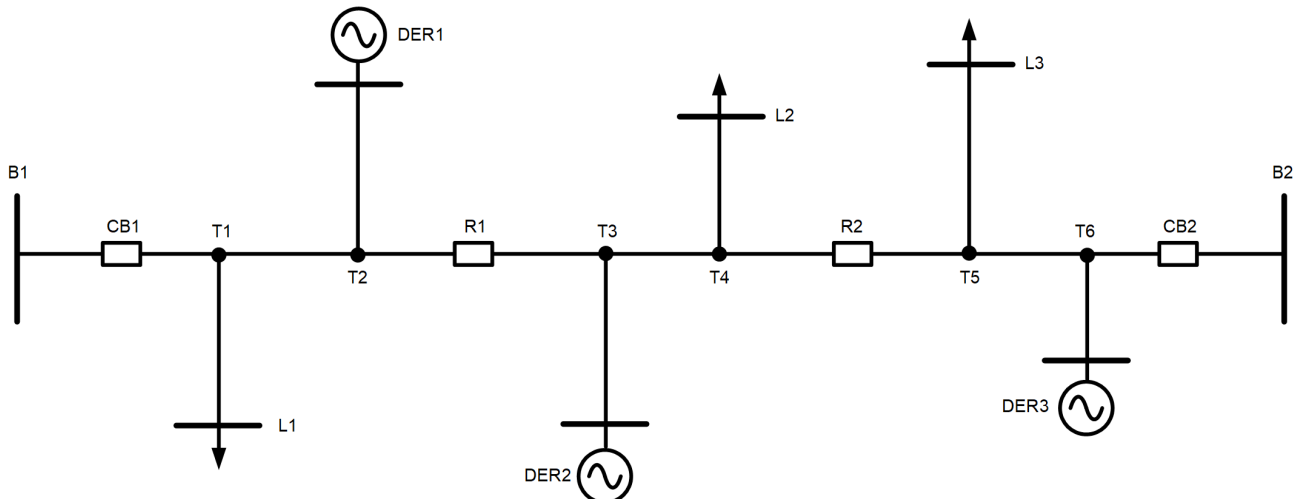 DER1
L3
L2
B1
B2
CB1
T1
R1
T3
R2
T6
CB2
T2
T4
T5
DER3
L1
DER2